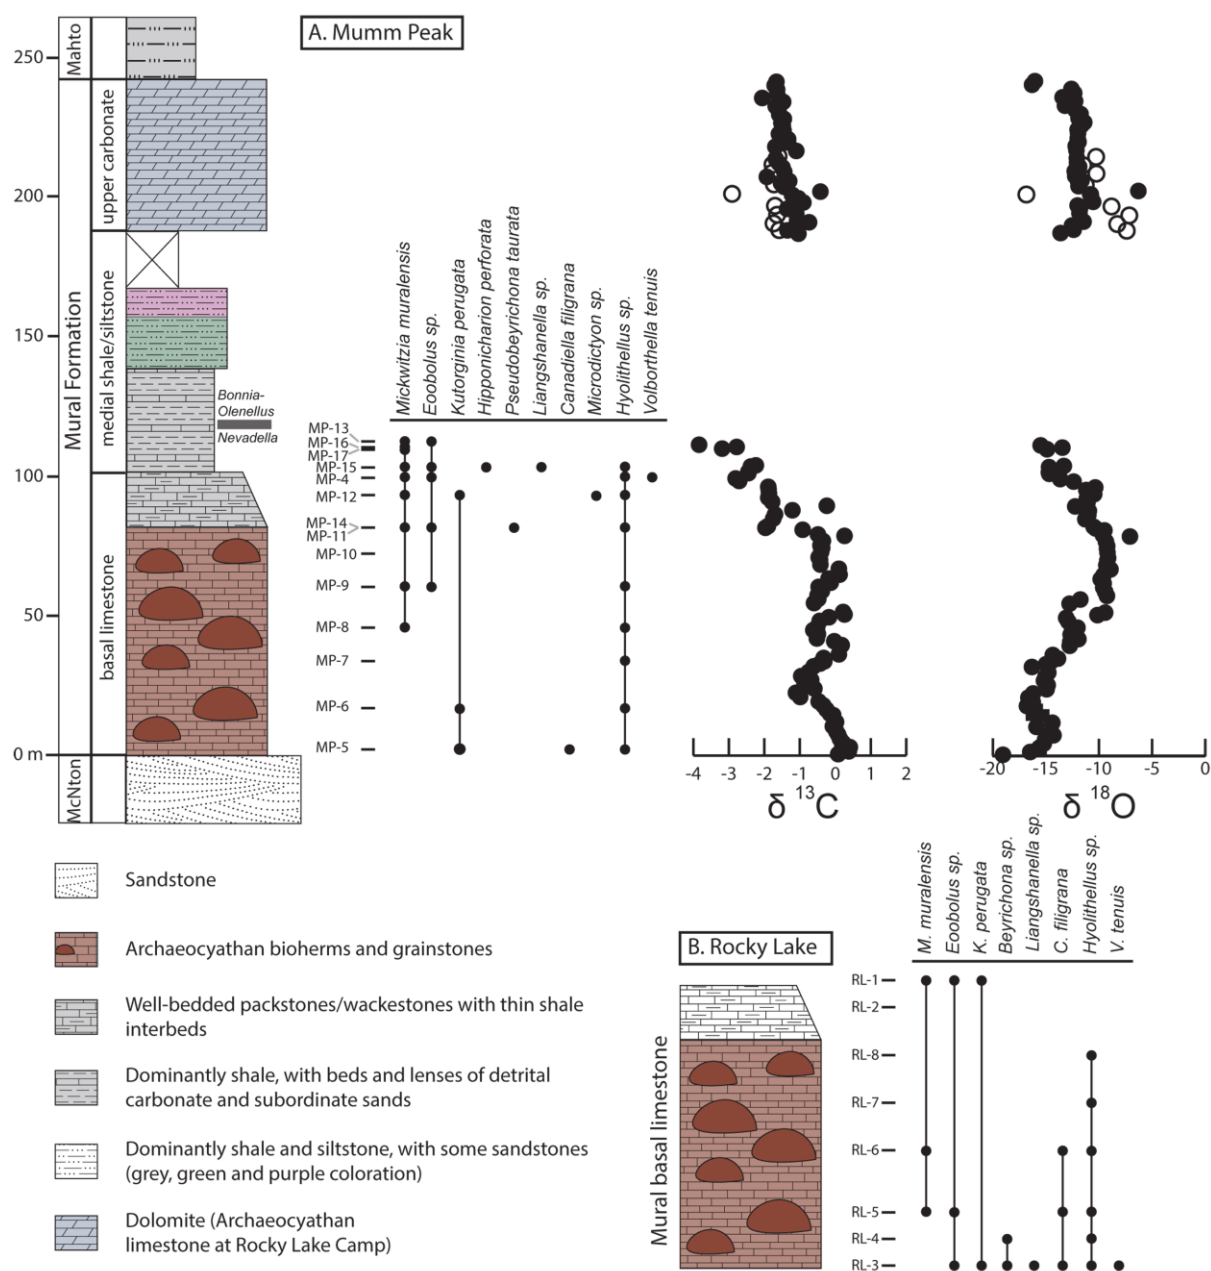 A. Mumm Peak
Mahto
Mural Formation
McNton
upper carbonate
medial shale/siltstone
basal limestone
250
200
150
100
50
0 m
Bonnia-
Olenellus
Nevadella
Mickwitzia muralensis
Eoobolus sp.
Kutorginia perugata
Hipponicharion perforata
Pseudobeyrichona taurata
Liangshanella sp.
Canadiella filigrana
Microdictyon sp.
Hyolithellus sp.
Volborthella tenuis
MP-13
MP-16
MP-17
MP-15
MP-4
MP-12
MP-14
MP-11
MP-10
MP-9
MP-8
MP-7
MP-6
MP-5
-4 -3 -2 -1 0 1 2
δ 13C
-20 -15 -10 -5 0
δ 18O
Sandstone
Archaeocyathan bioherms and grainstones
Well-bedded packstones/wackestones with thin shale
interbeds
Dominantly shale, with beds and lenses of detrital
carbonate and subordinate sands
Dominantly shale and siltstone, with some sandstones
(grey, green and purple coloration)
Dolomite (Archaeocyathan
limestone at Rocky Lake Camp)
B. Rocky Lake
Mural basal limestone
M. muralensis
Eoobolus sp.
K. perugata
Beyrichona sp.
Liangshanella sp.
C. filigrana
Hyolithellus sp.
V. tenuis
RL-1
RL-2
RL-8
RL-7
RL-6
RL-5
RL-4
RL-3